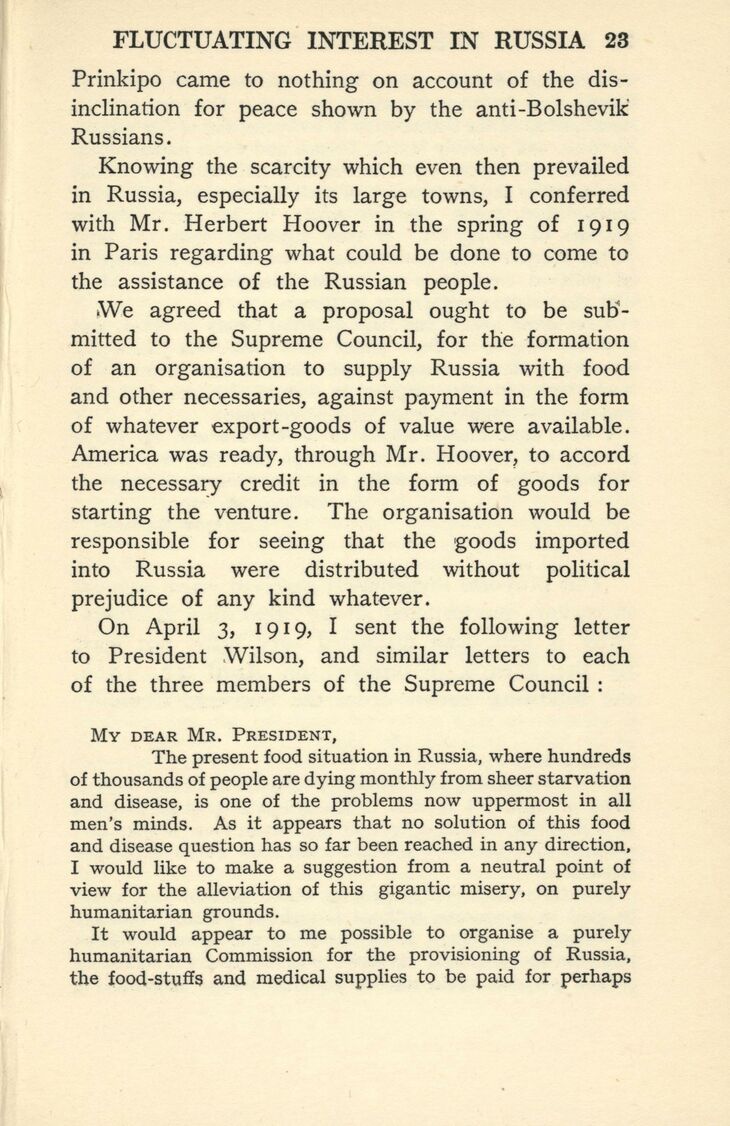 FLUCTUATING INTEREST IN RUSSIA 23
Prinkipo came to nothing on account of the dis-
inclination for peace shown by the anti-Bolshevik
Russians.
Knowing the scarcity which even then prevailed
in Russia, especially its large towns, I conferred
with Mr. Herbert Hoover in the spring of 1919
in Paris regarding what could be done to come to
the assistance of the Russian people.
We agreed that a proposal ought to be sub-
mitted to the Supreme Council, for the formation
of an organisation to supply Russia with food
and other necessaries, against payment in the form
of whatever export-goods of value were available.
America was ready, through Mr. Hoover, to accord
the necessary credit in the form of goods for
starting the venture. The organisation would be
responsible for seeing that the goods imported
into Russia were distributed without political
prejudice of any kind whatever.
On April 3, 1919, I sent the following letter
to President Wilson, and similar letters to each
of the three members of the Supreme Council :
MY DEAR MR. PRESIDENT,
The present food situation in Russia, where hundreds
of thousands of people are dying monthly from sheer starvation
and disease, is one of the problems now uppermost in all
men's minds. As it appears that no solution of this food
and disease question has so far been reached in any direction,
I would like to make a suggestion from a neutral point of
view for the alleviation of this gigantic misery, on purely
humanitarian grounds.
It would appear to me possible to organise a purely
humanitarian Commission for the provisioning of Russia,
the food-stuffs and medical supplies to be paid for perhaps